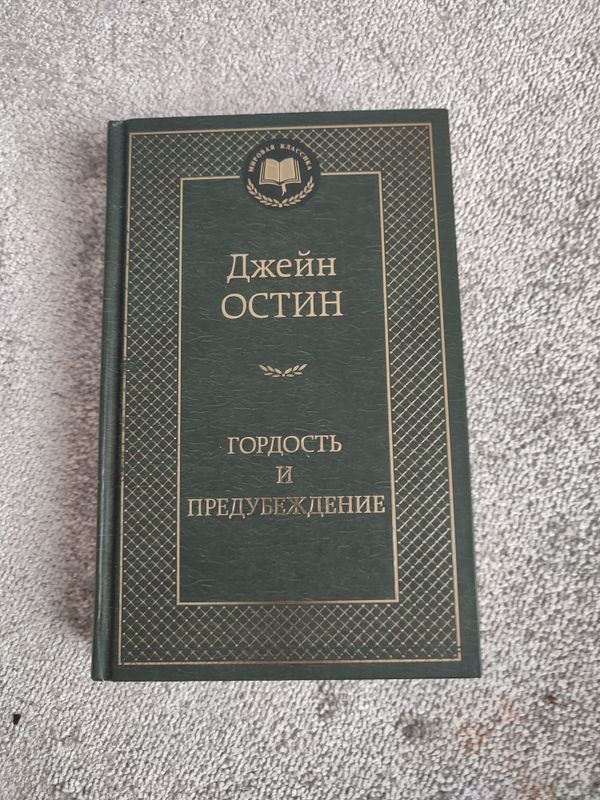 МИРОВАЯ КЛАССИКА
Джейн
ОСТИН
ГОРДОСТЬ
И
ПРЕДУБЕЖДЕНИЕ